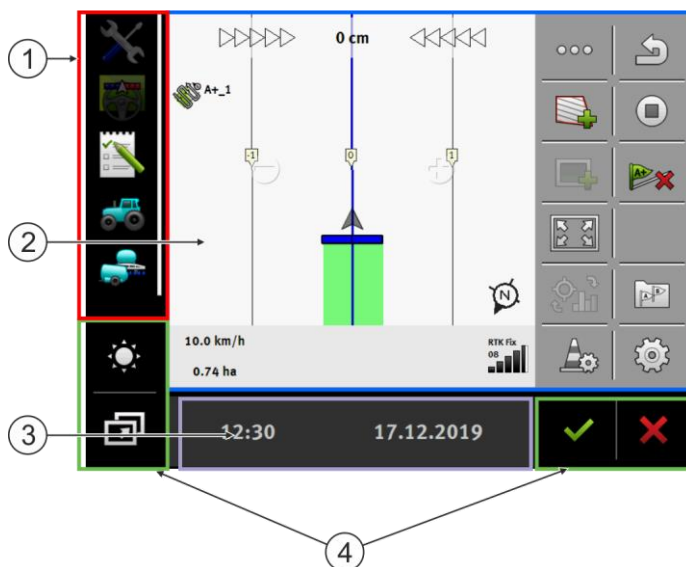 1
0 cm
A+_1
-1
0
1
A+
2
N
A B
10.0 km/h
RTK Fix
08
0.74 ha
3
12:30
17.12.2019
4